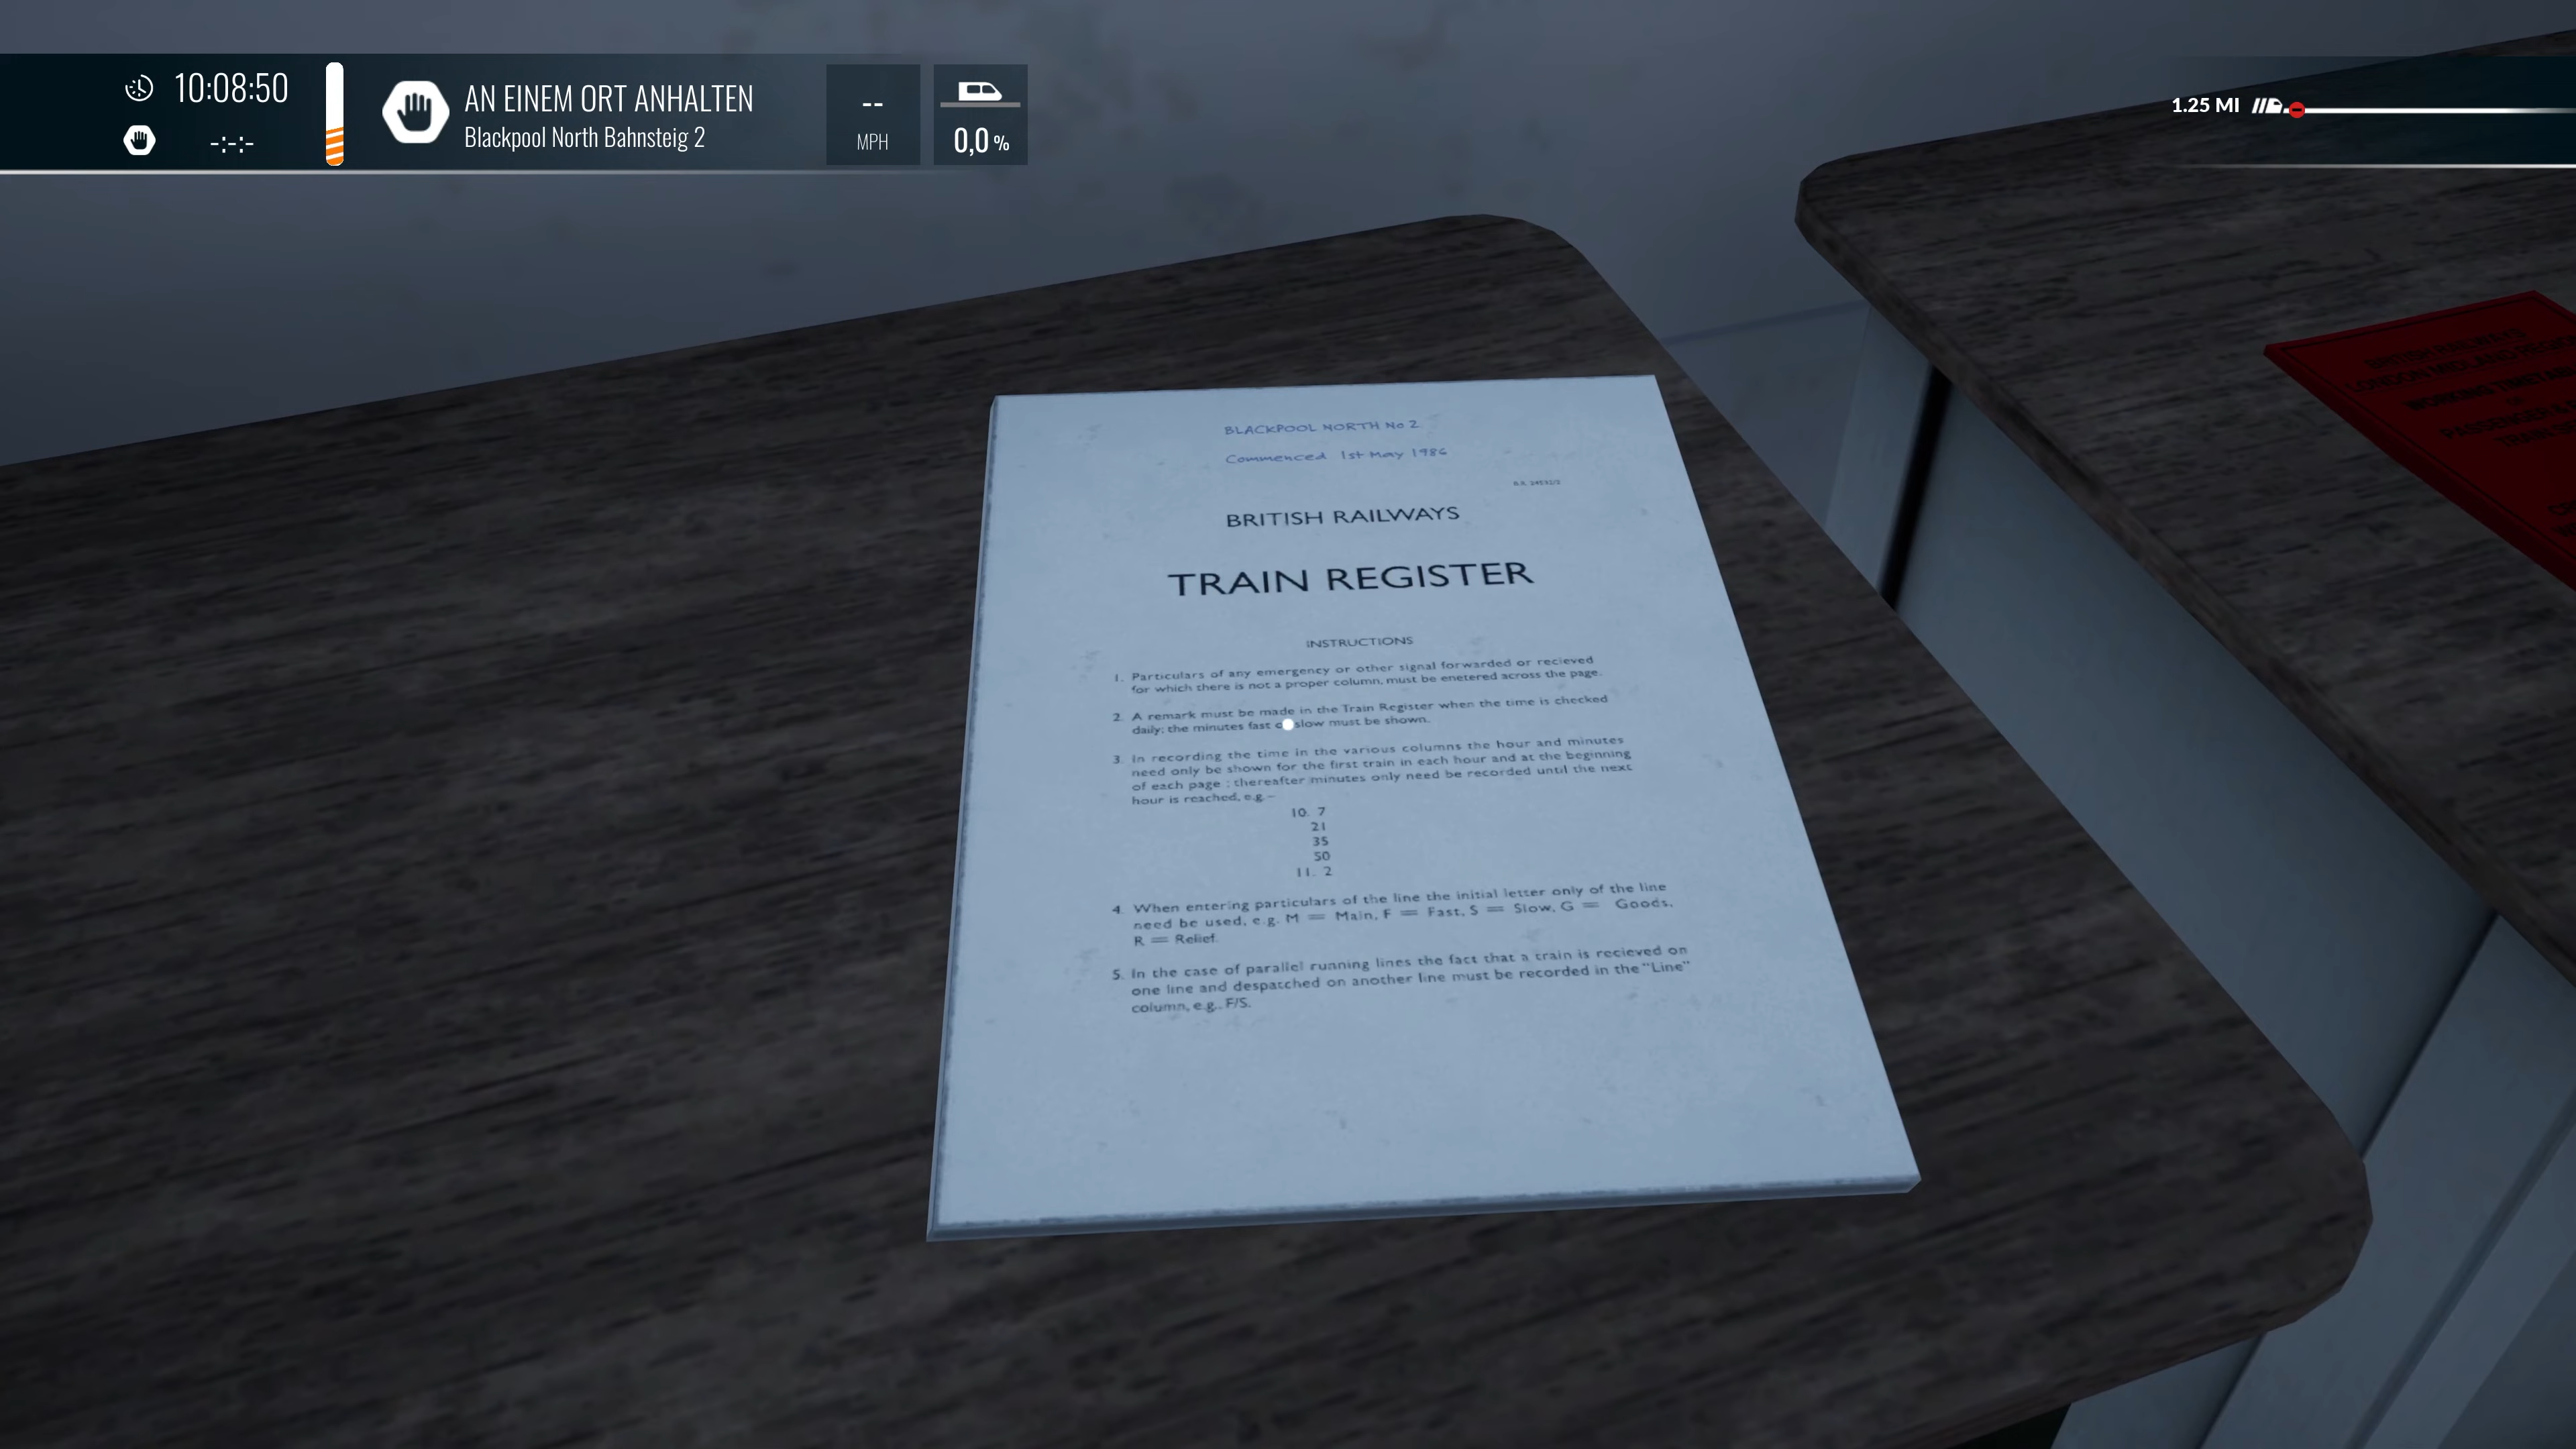 10:08:50
-:-:-
AN EINEM ORT ANHALTEN
Blackpool North Bahnsteig 2
--
MPH
0,0 %
1.25 MI
BLACKPOOL NORTH No 2
Commenced 1st May 1986
BRITISH RAILWAYS
TRAIN REGISTER
INSTRUCTIONS
1. Particulars of any emergency or other signal forwarded or recieved
for which there is not a proper column, must be enetered across the page.
2. A remark must be made in the Train Register when the time is checked
daily; the minutes fast slow must be shown.
3. In recording the time in the various columns the hour and minutes
need only be shown for the first train in each hour and at the beginning
of each page : thereafter minutes only need be recorded until the next
hour is reached, e.g. –
10. 7
21
35
50
11. 2
4. When entering particulars of the line the initial letter only of the line
need be used, e.g. M = Main, F = Fast, S = Slow, G = Goods,
R = Relief.
5. In the case of parallel running lines the fact that a train is recieved on
one line and despatched on another line must be recorded in the "Line"
column, e.g., F/S.
BRITISH RAILWAYS
LONDON MIDLAND
WORKING